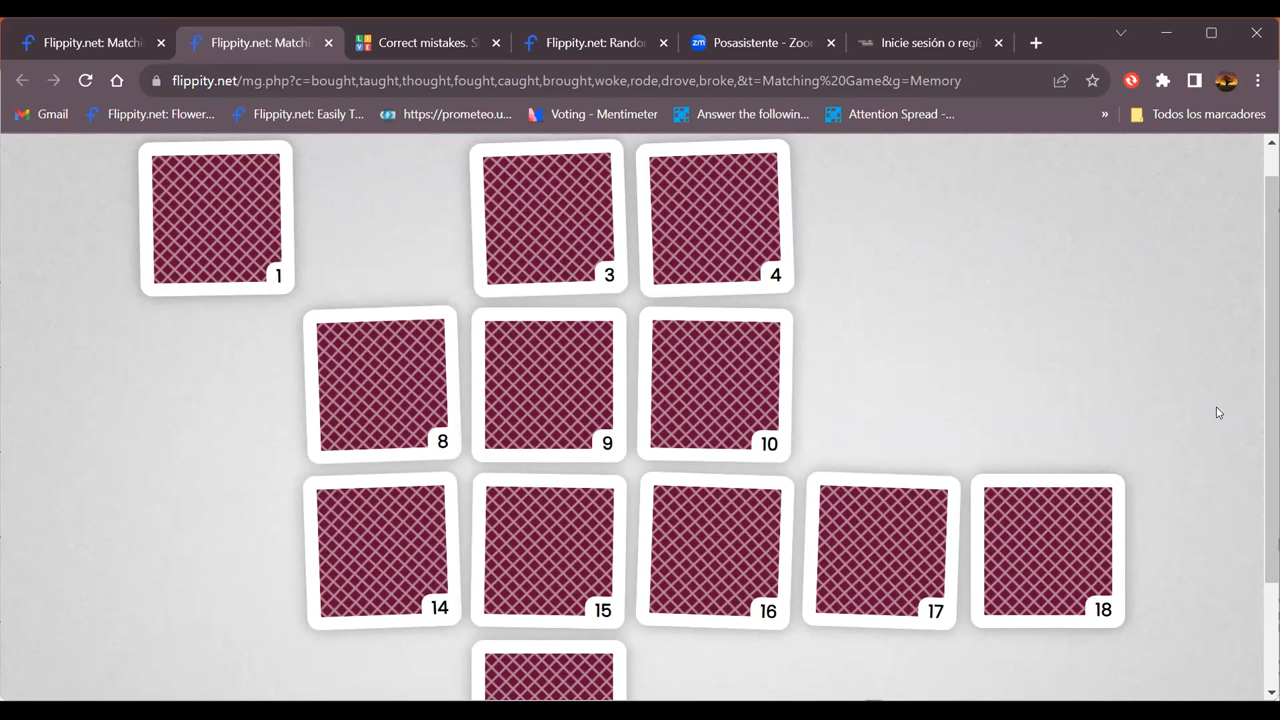 Flippity.net: Matchi
Flippity.net: Matchi
LIVE
Correct mistakes. S
Flippity.net: Rando
zm
Posasistente - Zoo
Inicie sesión o regi
flippity.net/mg.php?c=bought,taught,thought,fought,caught,brought,woke,rode,drove,broke,&t=Matching%20Game&g=Memory
Gmail
Flippity.net: Flower...
Flippity.net: Easily T...
https://prometeo.u...
Voting - Mentimeter
Answer the followin...
Attention Spread -...
»
Todos los marcadores
1
3
4
8
9
10
14
15
16
17
18